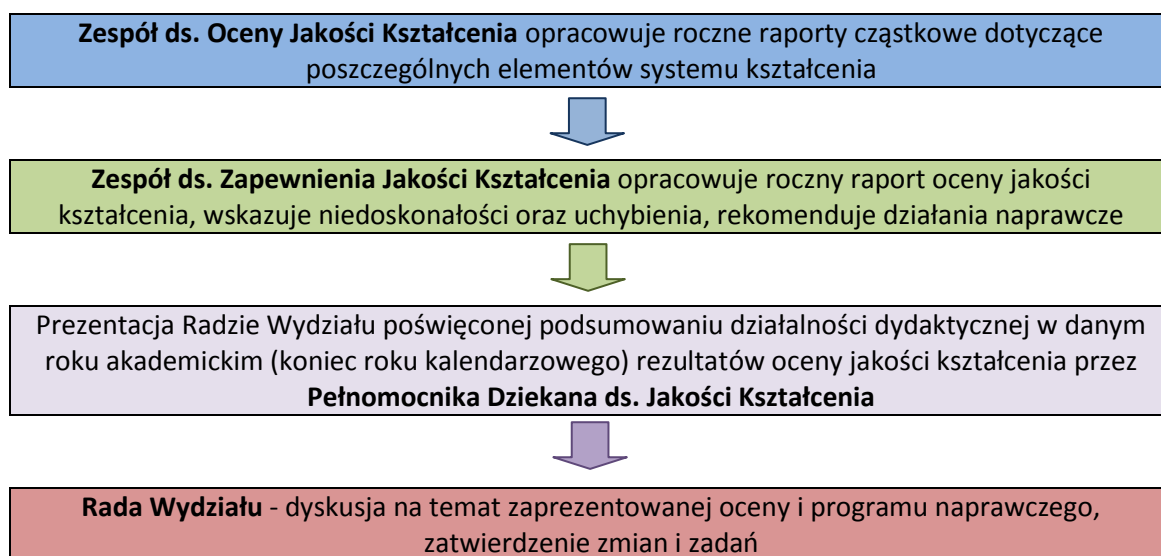 Zespół ds. Oceny Jakości Kształcenia opracowuje roczne raporty cząstkowe dotyczące
poszczególnych elementów systemu kształcenia
Zespół ds. Zapewnienia Jakości Kształcenia opracowuje roczny raport oceny jakości
kształcenia, wskazuje niedoskonałości oraz uchybienia, rekomenduje działania naprawcze
Prezentacja Radzie Wydziału poświęconej podsumowaniu działalności dydaktycznej w danym
roku akademickim (koniec roku kalendarzowego) rezultatów oceny jakości kształcenia przez
Pełnomocnika Dziekana ds. Jakości Kształcenia
Rada Wydziału - dyskusja na temat zaprezentowanej oceny i programu naprawczego,
zatwierdzenie zmian i zadań